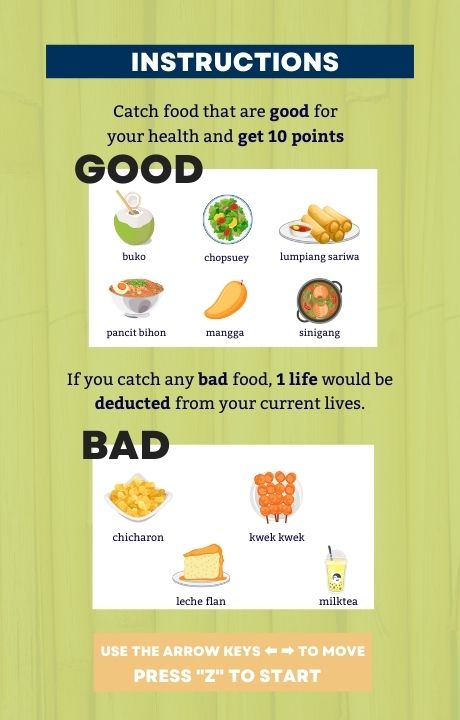 INSTRUCTIONS
Catch food that are good for
your health and get 10 points
GOOD
buko
chopsuey
lumpiang sariwa
pancit bihon
mangga
sinigang
If you catch any bad food, 1 life would be
deducted from your current lives.
BAD
chicharon
kwek kwek
leche flan
milktea
USE THE ARROW KEYS ⬅ ➡ TO MOVE
PRESS "Z" TO START